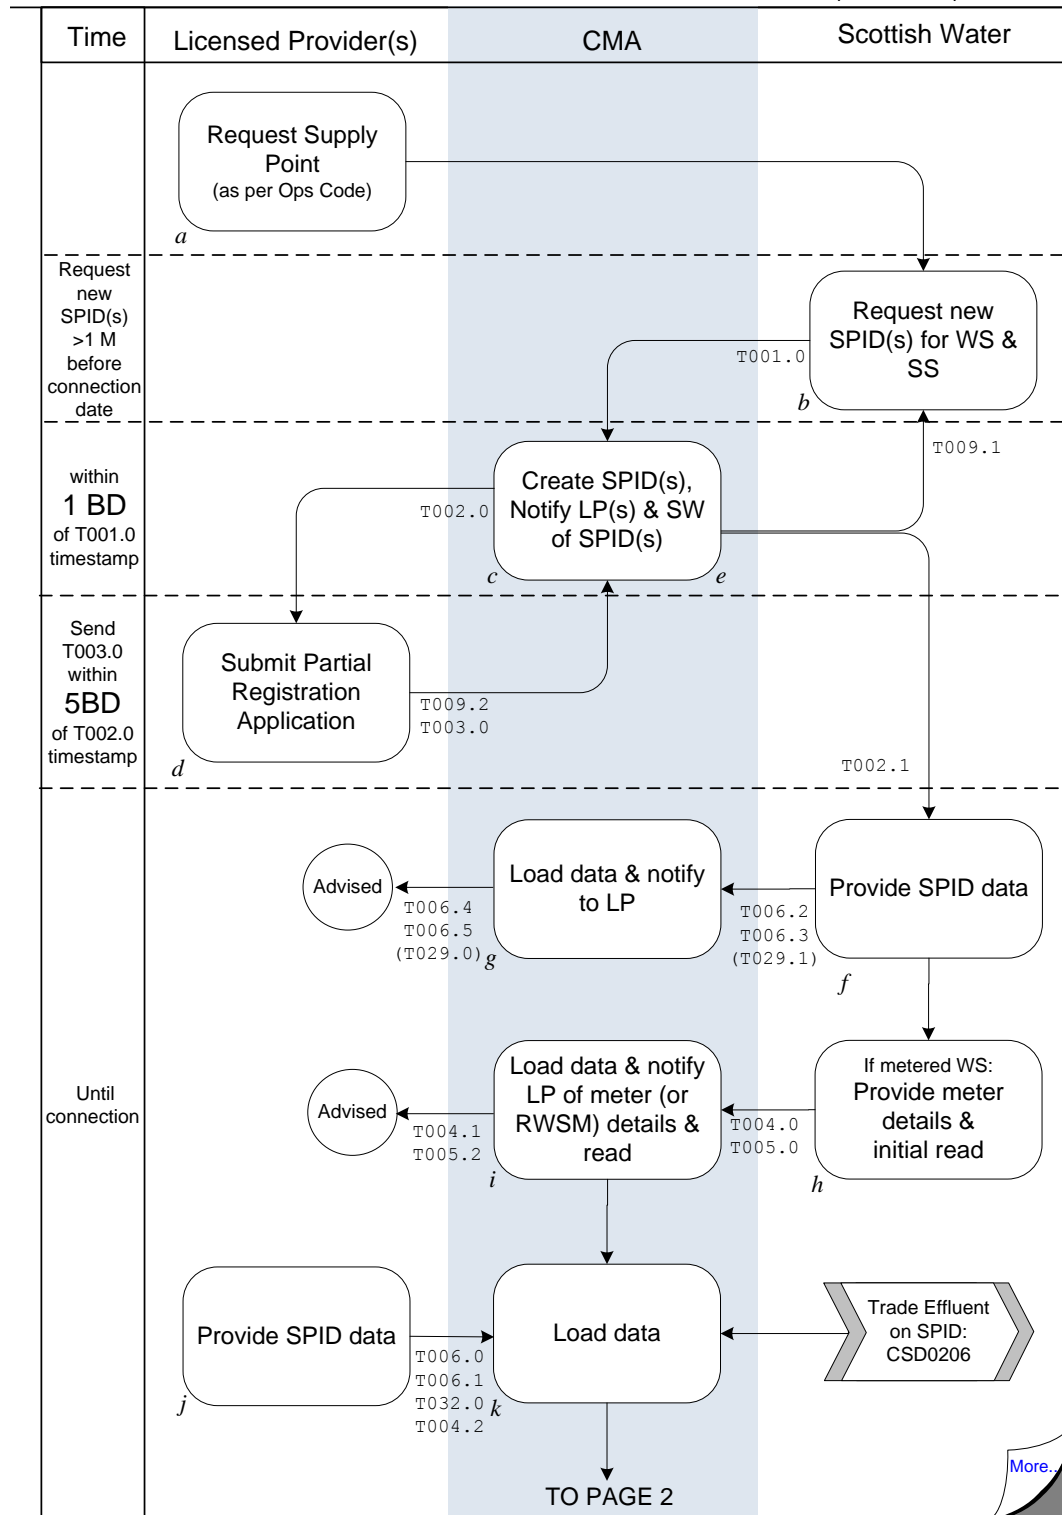 Time
Licensed Provider(s)
CMA
Scottish Water
Request Supply
Point
(as per Ops Code)
a
Request
new
SPID(s)
>1 M
before
connection
date
Request new
SPID(s) for WS &
SS
T001.0
b
T009.1
within
1 BD
of T001.0
timestamp
Create SPID(s),
Notify LP(s) & SW
of SPID(s)
T002.0
c
e
Send
T003.0
within
5BD
of T002.0
timestamp
Submit Partial
Registration
Application
T009.2
T003.0
d
T002.1
Until
connection
Advised
T006.4
T006.5
(T029.0)
g
Load data & notify
to LP
T006.2
T006.3
(T029.1)
Provide SPID data
f
Advised
T004.1
T005.2
Load data & notify
LP of meter (or
RWSM) details &
read
i
T004.0
T005.0
If metered WS:
Provide meter
details &
initial read
h
Provide SPID data
j
T006.0
T006.1
T032.0
T004.2
Load data
k
Trade Effluent
on SPID:
CSD0206
TO PAGE 2
More..